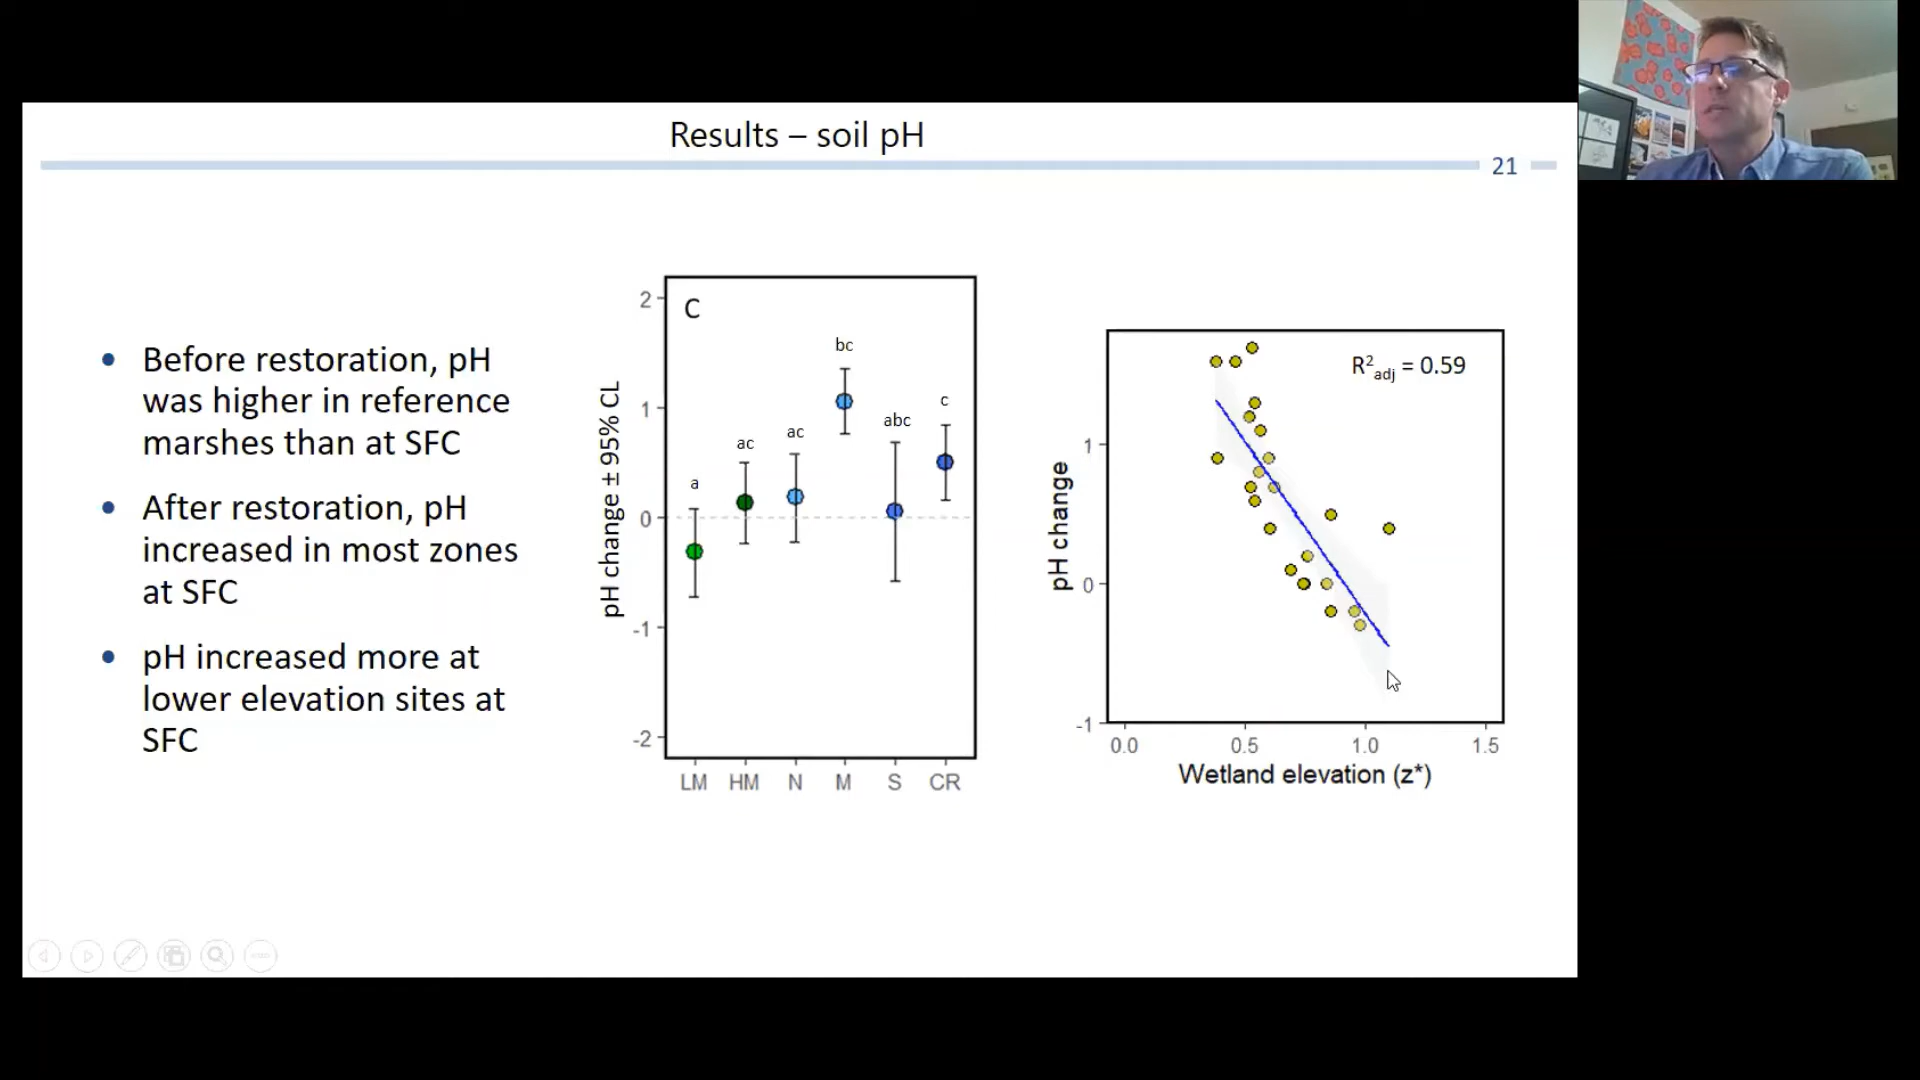 Results – soil pH
21
• Before restoration, pH
was higher in reference
marshes than at SFC
• After restoration, pH
increased in most zones
at SFC
• pH increased more at
lower elevation sites at
SFC
C
pH change ± 95% CL
2
1
0
-1
-2
a
ac
ac
bc
abc
c
LM HM N M S CR
R²adj = 0.59
pH change
1
0
-1
0.0 0.5 1.0 1.5
Wetland elevation (z*)